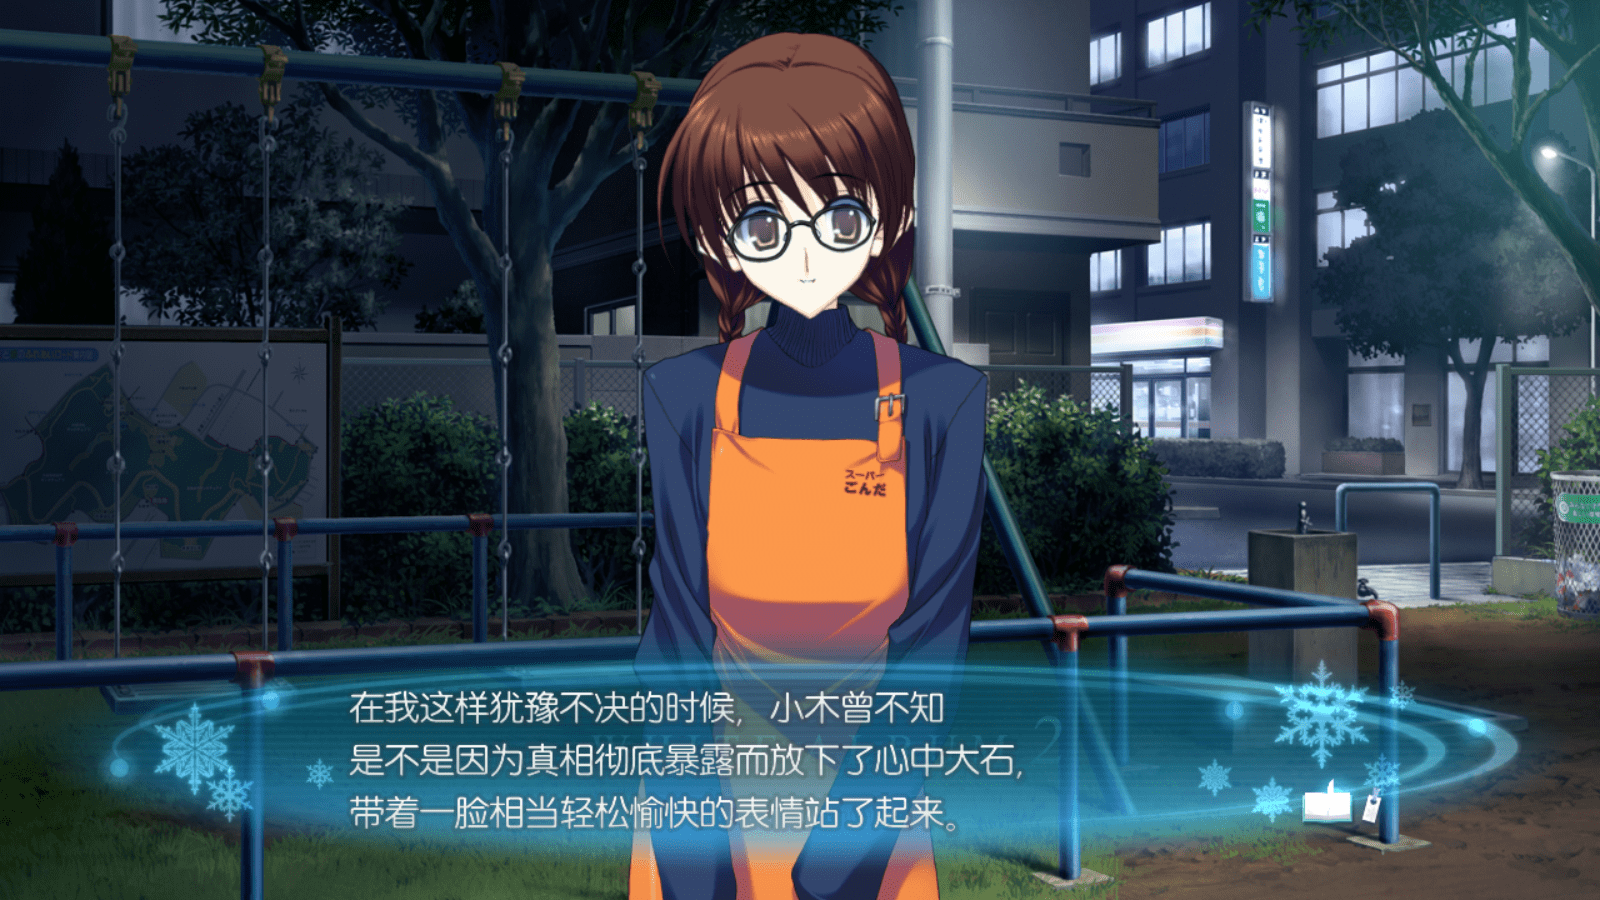 スーパー
ごんだ
在我这样犹豫不决的时候，小木曾不知
是不是因为真相彻底暴露而放下了心中大石，
带着一脸相当轻松愉快的表情站了起来。